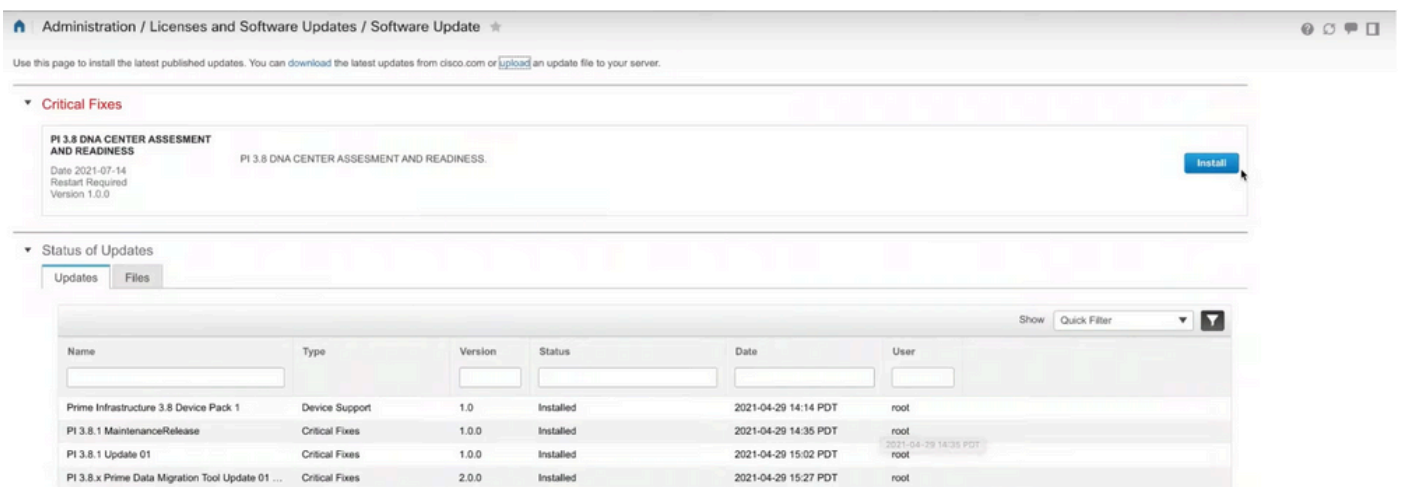 Administration / Licenses and Software Updates / Software Update
Use this page to install the latest published updates. You can download the latest updates from cisco.com or upload an update file to your server.
Critical Fixes
PI 3.8 DNA CENTER ASSESMENT
AND READINESS
PI 3.8 DNA CENTER ASSESMENT AND READINESS.
Date 2021-07-14
Restart Required
Version 1.0.0
Install
Status of Updates
Updates Files
Show Quick Filter
Name Type Version Status Date User
Prime Infrastructure 3.8 Device Pack 1 Device Support 1.0 Installed 2021-04-29 14:14 PDT root
PI 3.8.1 MaintenanceRelease Critical Fixes 1.0.0 Installed 2021-04-29 14:35 PDT root
2021-04-29 14:35 PDT
PI 3.8.1 Update 01 Critical Fixes 1.0.0 Installed 2021-04-29 15:02 PDT root
PI 3.8.x Prime Data Migration Tool Update 01 ... Critical Fixes 2.0.0 Installed 2021-04-29 15:27 PDT root